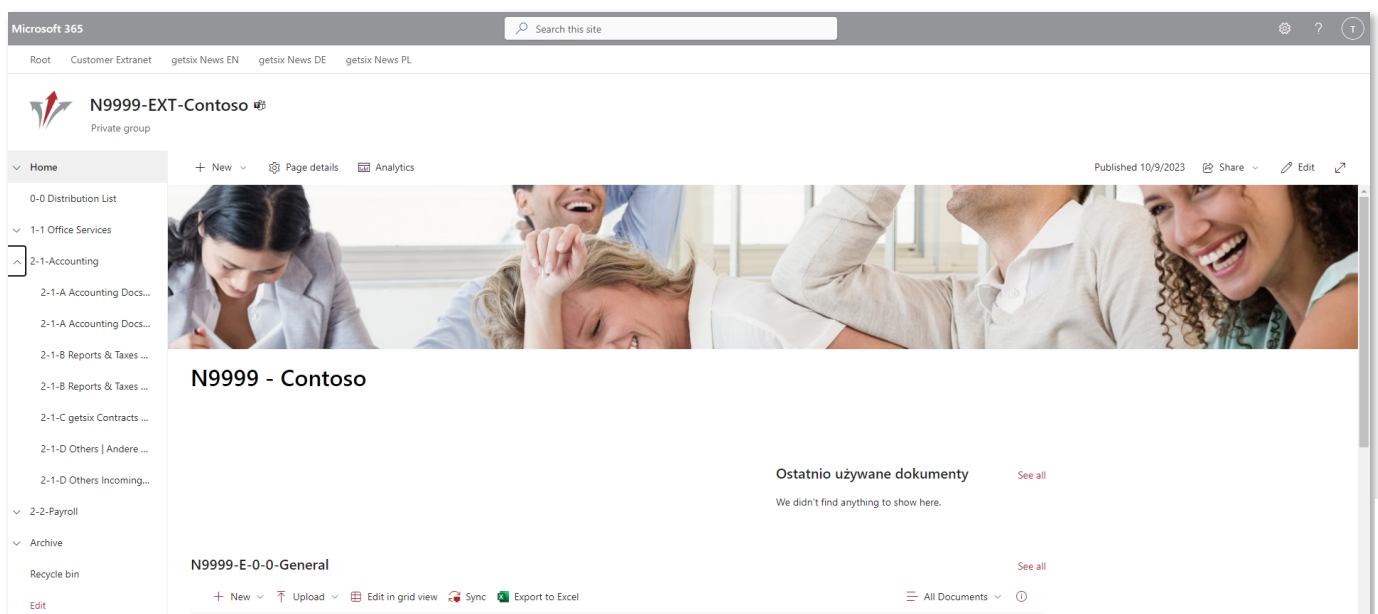 Microsoft 365
Search this site
?
T
Root Customer Extranet getsix News EN getsix News DE getsix News PL
N9999-EXT-Contoso
Private group
Home
0-0 Distribution List
1-1 Office Services
2-1-Accounting
2-1-A Accounting Docs...
2-1-A Accounting Docs...
2-1-B Reports & Taxes ...
2-1-B Reports & Taxes ...
2-1-C getsix Contracts ...
2-1-D Others | Andere ...
2-1-D Others Incoming...
2-2-Payroll
Archive
Recycle bin
Edit
New Page details Analytics
Published 10/9/2023 Share Edit
N9999 - Contoso
Ostatnio używane dokumenty See all
We didn't find anything to show here.
N9999-E-0-0-General See all
New Upload Edit in grid view Sync Export to Excel All Documents